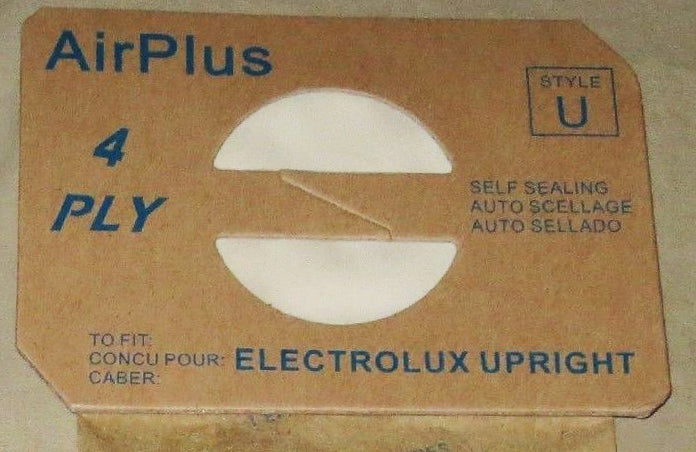 AirPlus
STYLE
U
4
PLY
SELF SEALING
AUTO SCELLAGE
AUTO SELLADO
TO FIT:
CONCU POUR: ELECTROLUX UPRIGHT
CABER: